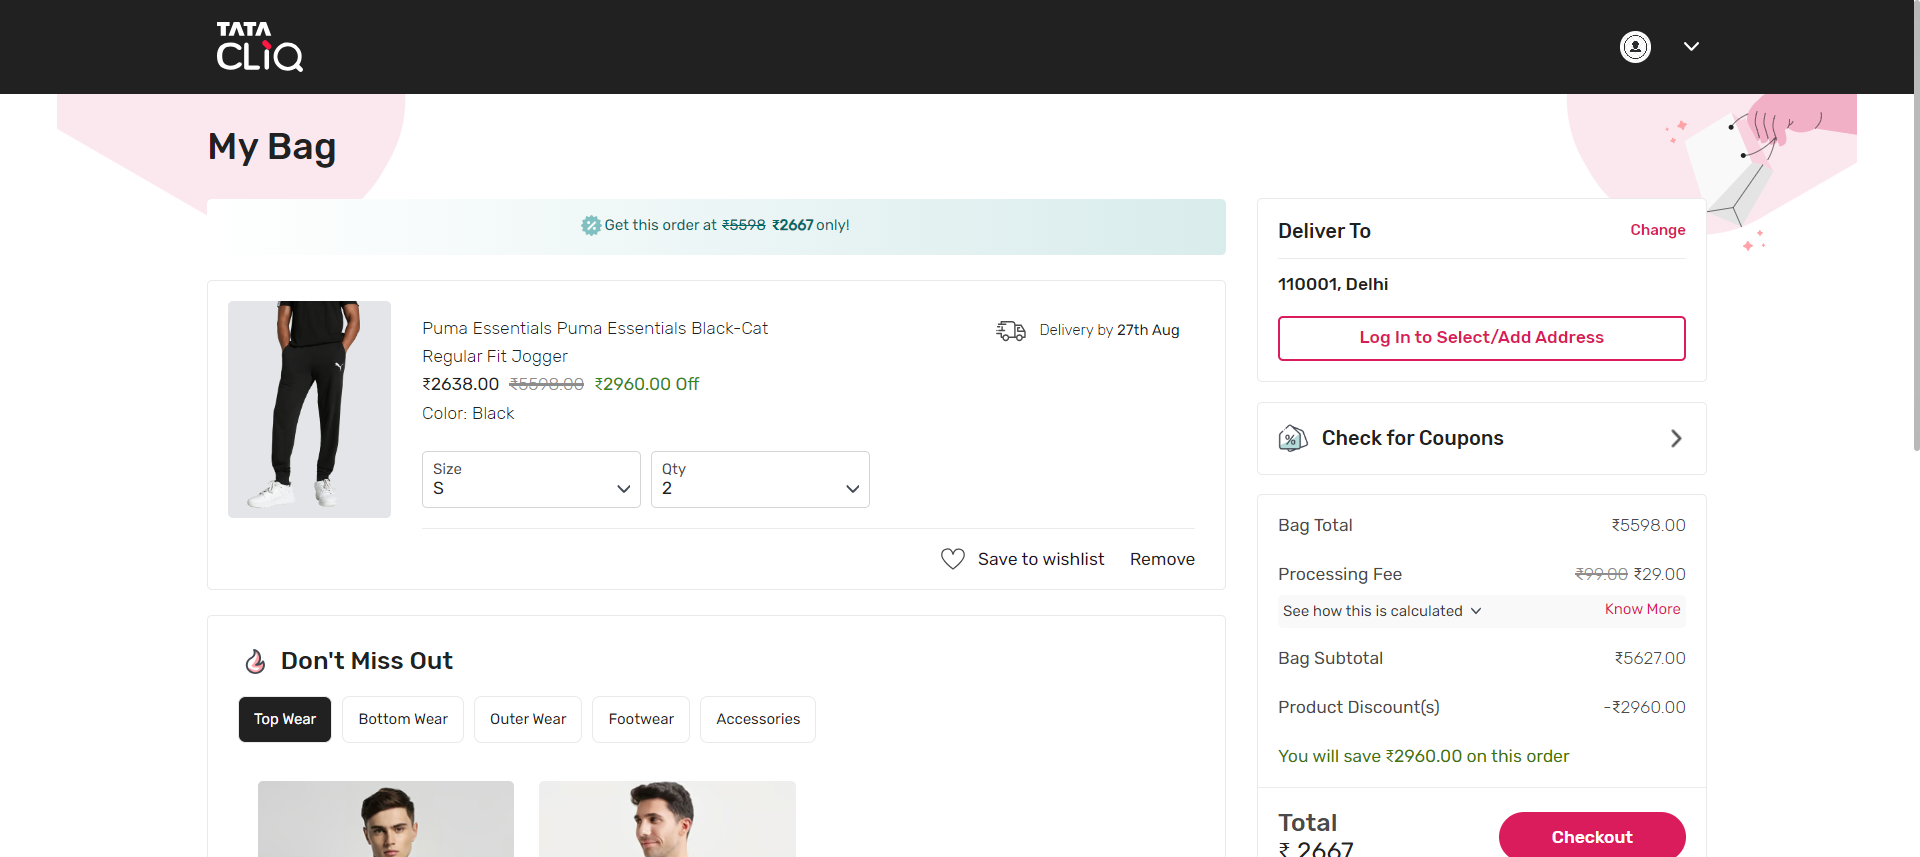 TATA
CLiQ
My Bag
Get this order at ₹5598 ₹2667 only!
Puma Essentials Puma Essentials Black-Cat
Regular Fit Jogger
₹2638.00 ₹5598.00 ₹2960.00 Off
Color: Black
Delivery by 27th Aug
Size
S
Qty
2
Save to wishlist
Remove
Don't Miss Out
Top Wear
Bottom Wear
Outer Wear
Footwear
Accessories
Deliver To
Change
110001, Delhi
Log In to Select/Add Address
Check for Coupons
Bag Total ₹5598.00
Processing Fee ₹99.00 ₹29.00
See how this is calculated
Know More
Bag Subtotal ₹5627.00
Product Discount(s) -₹2960.00
You will save ₹2960.00 on this order
Total
₹ 2667
Checkout